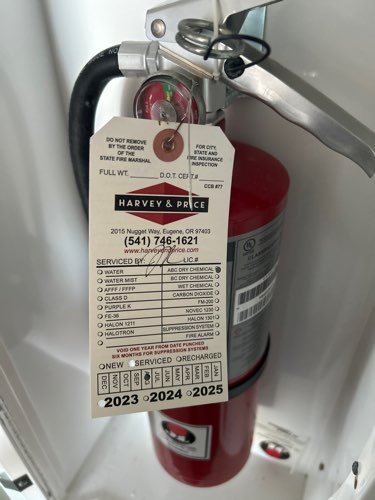 DO NOT REMOVE
BY THE ORDER
OF THE
STATE FIRE MARSHAL
FOR CITY,
STATE AND
FIRE INSURANCE
INSPECTION
FULL WT. D.O.T. CERT.#
CCB #77
HARVEY & PRICE
2015 Nugget Way, Eugene, OR 97403
(541) 746-1621
SERVICED BY: LIC.#
WATER ABC DRY CHEMICAL
WATER MIST BC DRY CHEMICAL
AFFF / FFFP WET CHEMICAL
CLASS D CARBON DIOXIDE
PURPLE K FM-200
FE-36 NOVEC 1230
HALON 1211 HALON 1301
HALOTRON SUPPRESSION SYSTEM
FIRE ALARM
VOID ONE YEAR FROM DATE PUNCHED
SIX MONTHS FOR SUPPRESSION SYSTEMS
NEW SERVICED RECHARGED
DEC NOV OCT SEP JUL JUN MAY APR MAR FEB JAN
2023 2024 2025